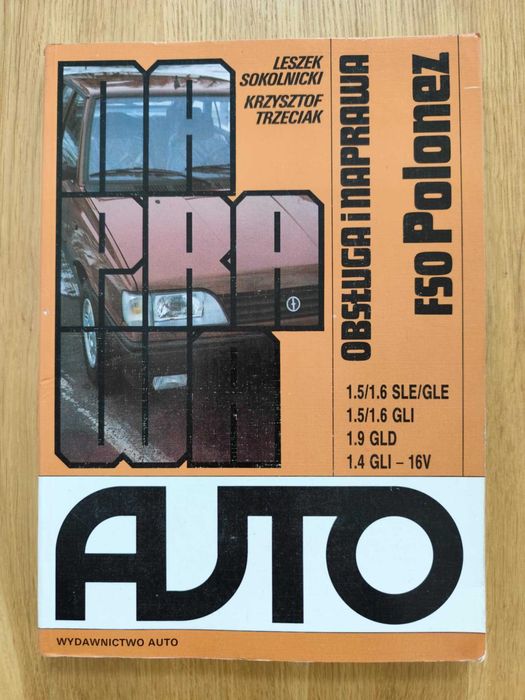 NA
PRA
WA
LESZEK
SOKOLNICKI
KRZYSZTOF
TRZECIAK
OBSŁUGA i NAPRAWA
FSO Polonez
1.5/1.6 SLE/GLE
1.5/1.6 GLI
1.9 GLD
1.4 GLI – 16V
AUTO
WYDAWNICTWO AUTO